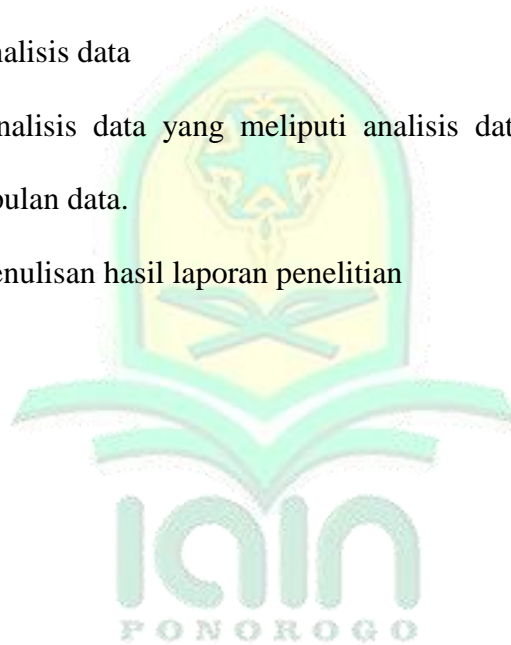 nalisis data
nalisis data yang meliputi analisis dat
pulan data.
enulisan hasil laporan penelitian
IAIN
PONOROGO